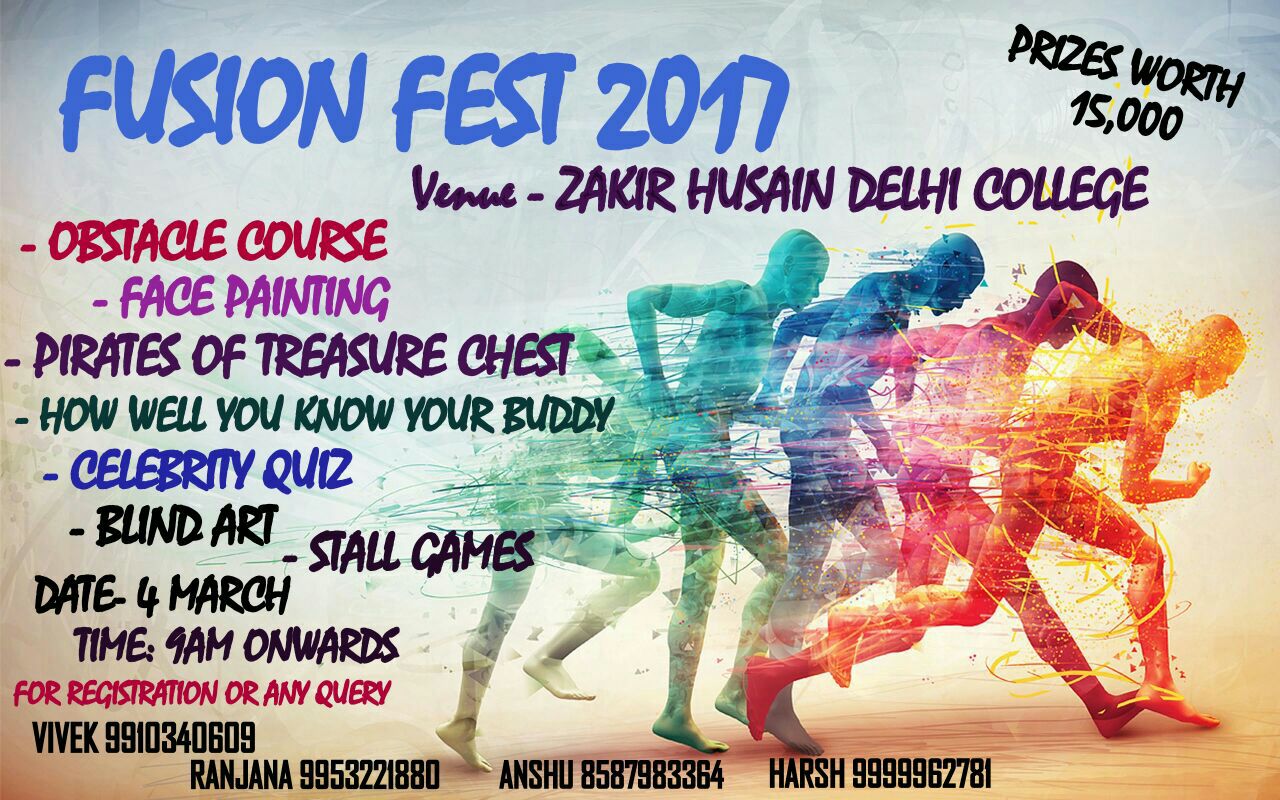 FUSION FEST 2017
PRIZES WORTH
15,000
Venue - ZAKIR HUSAIN DELHI COLLEGE
- OBSTACLE COURSE
- FACE PAINTING
- PIRATES OF TREASURE CHEST
- HOW WELL YOU KNOW YOUR BUDDY
- CELEBRITY QUIZ
- BLIND ART
- STALL GAMES
DATE- 4 MARCH
TIME: 9AM ONWARDS
FOR REGISTRATION OR ANY QUERY
VIVEK 9910340609
RANJANA 9953221880 ANSHU 8587983364 HARSH 9999962781